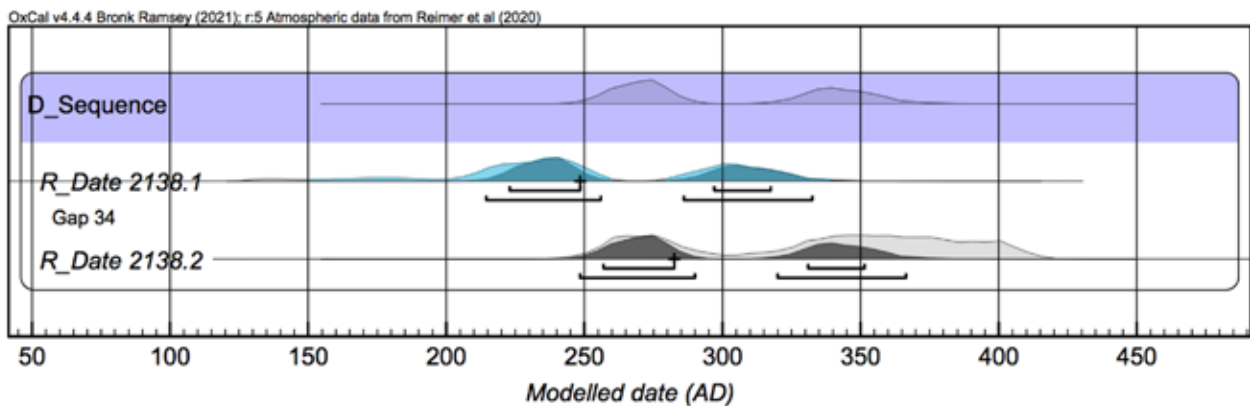 OxCal v4.4.4 Bronk Ramsey (2021); r:5 Atmospheric data from Reimer et al (2020)
D_Sequence
R_Date 2138.1
Gap 34
R_Date 2138.2
50 100 150 200 250 300 350 400 450
Modelled date (AD)